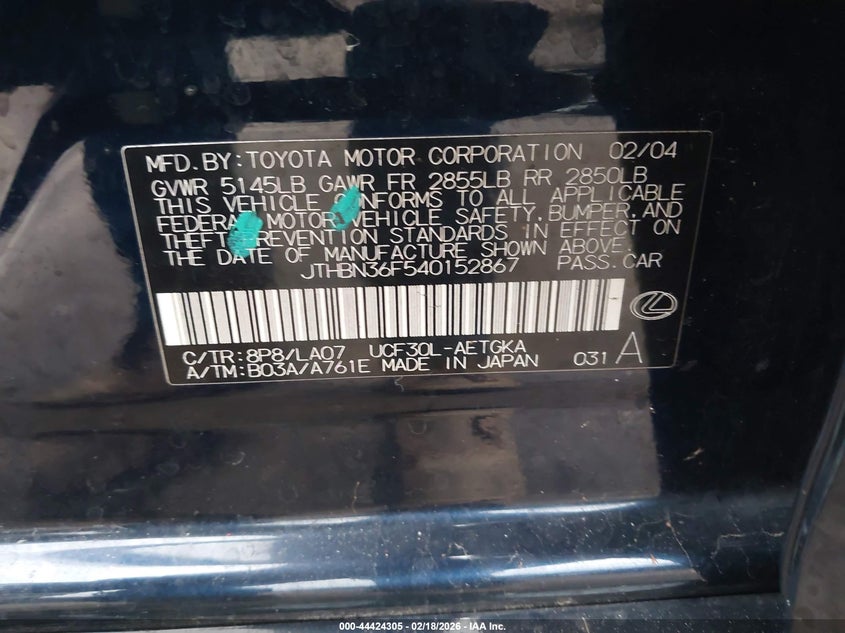 MFD.BY:TOYOTA MOTOR CORPORATION 02/04
GVWR 5145LB GAWR FR 2855LB RR 2850LB
THIS VEHICLE CONFORMS TO ALL APPLICABLE
FEDERAL MOTOR VEHICLE SAFETY, BUMPER, AND
THEFT PREVENTION STANDARDS IN EFFECT ON
THE DATE OF MANUFACTURE SHOWN ABOVE.
JTHBN36F540152867 PASS.CAR
C/TR:8P8/LA07 UCF30L-AETGKA
A/TM:B03A/A761E MADE IN JAPAN 031 A
000-44424305 - 02/18/2026 - © IAA Inc.